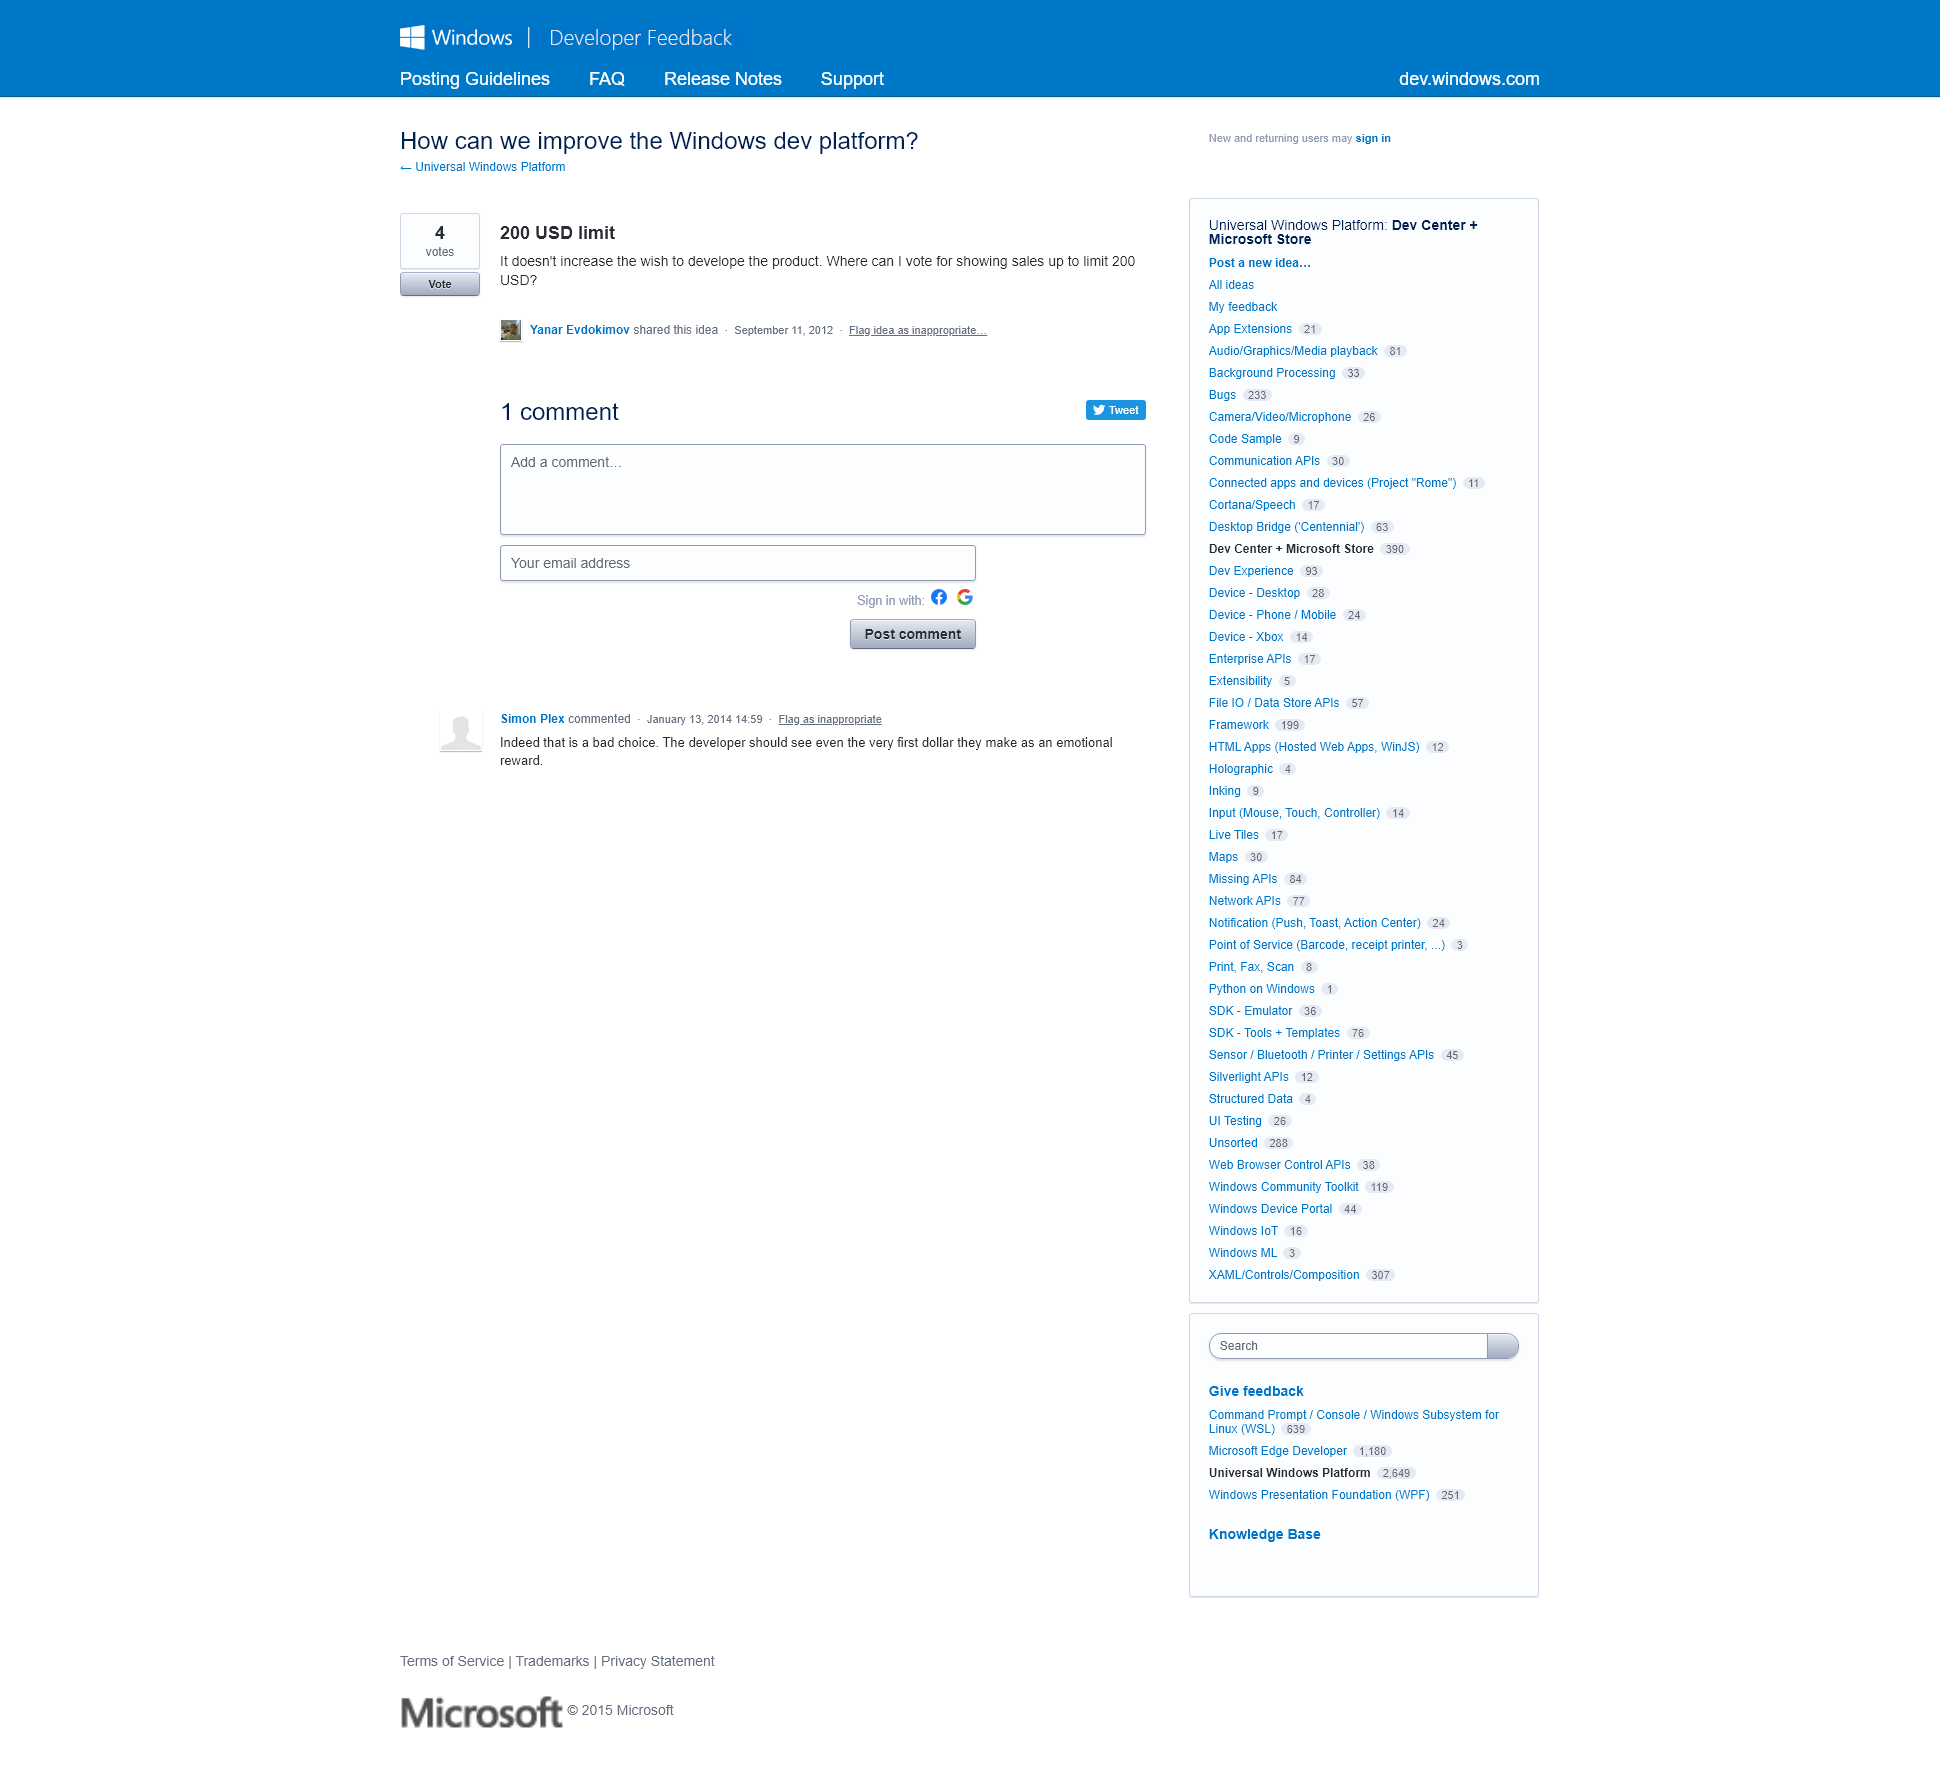 Windows | Developer Feedback
Posting Guidelines FAQ Release Notes Support dev.windows.com
How can we improve the Windows dev platform?
← Universal Windows Platform
New and returning users may sign in
4
votes
Vote
200 USD limit
It doesn't increase the wish to develope the product. Where can I vote for showing sales up to limit 200
USD?
Yanar Evdokimov shared this idea · September 11, 2012 · Flag idea as inappropriate…
1 comment
Tweet
Add a comment…
Your email address
Sign in with:
Post comment
Simon Plex commented · January 13, 2014 14:59 · Flag as inappropriate
Indeed that is a bad choice. The developer should see even the very first dollar they make as an emotional
reward.
Universal Windows Platform: Dev Center +
Microsoft Store
Post a new idea…
All ideas
My feedback
App Extensions 21
Audio/Graphics/Media playback 81
Background Processing 33
Bugs 233
Camera/Video/Microphone 26
Code Sample 9
Communication APIs 30
Connected apps and devices (Project "Rome") 11
Cortana/Speech 17
Desktop Bridge ('Centennial') 63
Dev Center + Microsoft Store 390
Dev Experience 93
Device - Desktop 28
Device - Phone / Mobile 24
Device - Xbox 14
Enterprise APIs 17
Extensibility 5
File IO / Data Store APIs 57
Framework 199
HTML Apps (Hosted Web Apps, WinJS) 12
Holographic 4
Inking 9
Input (Mouse, Touch, Controller) 14
Live Tiles 17
Maps 30
Missing APIs 84
Network APIs 77
Notification (Push, Toast, Action Center) 24
Point of Service (Barcode, receipt printer, ...) 3
Print, Fax, Scan 8
Python on Windows 1
SDK - Emulator 36
SDK - Tools + Templates 76
Sensor / Bluetooth / Printer / Settings APIs 45
Silverlight APIs 12
Structured Data 4
UI Testing 26
Unsorted 288
Web Browser Control APIs 38
Windows Community Toolkit 119
Windows Device Portal 44
Windows IoT 16
Windows ML 3
XAML/Controls/Composition 307
Search
Give feedback
Command Prompt / Console / Windows Subsystem for
Linux (WSL) 639
Microsoft Edge Developer 1,180
Universal Windows Platform 2,649
Windows Presentation Foundation (WPF) 251
Knowledge Base
Terms of Service | Trademarks | Privacy Statement
Microsoft © 2015 Microsoft